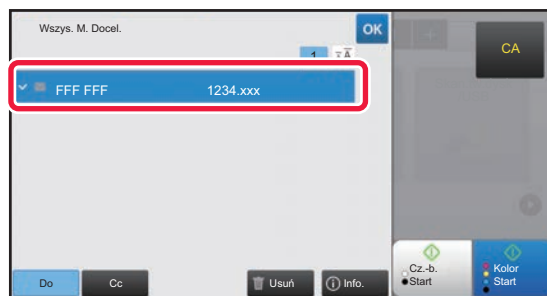 Wszys. M. Docel.
OK
CA
1
FFF FFF 1234.xxx
Do
Cc
Usuń
Info.
Cz.-b.
Start
Kolor
Start